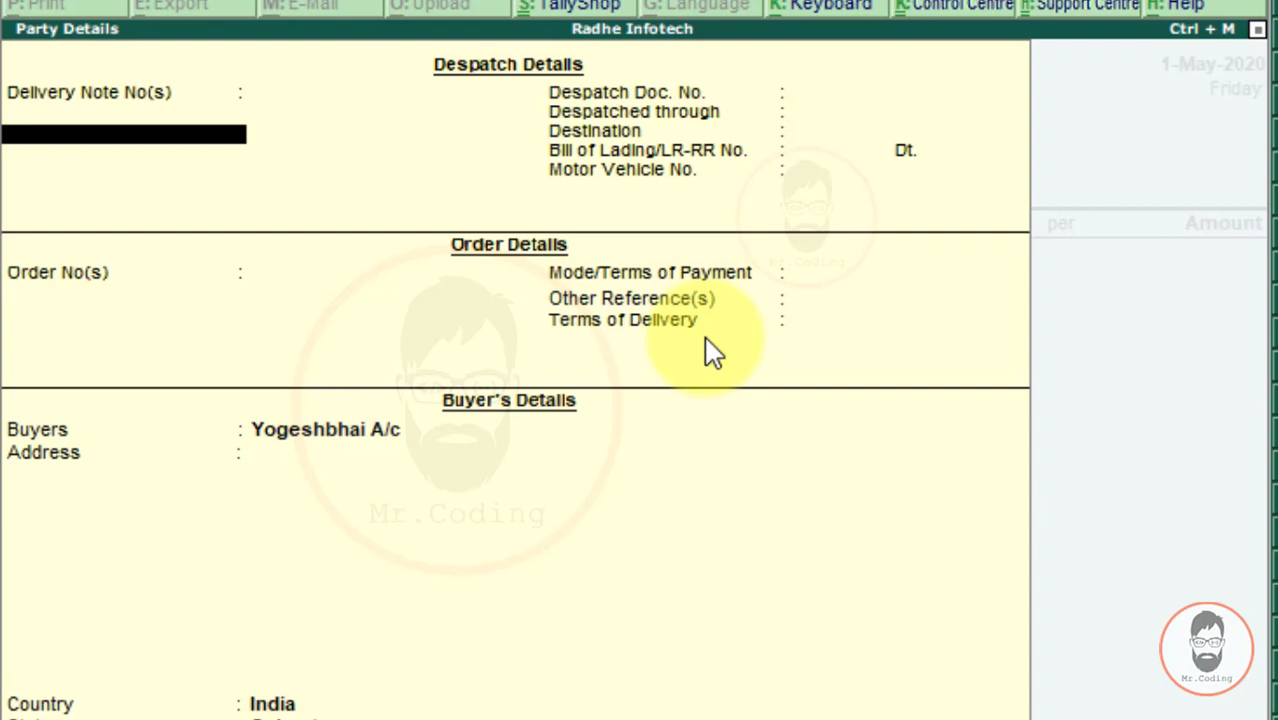 P: Print E: Export M: E-Mail O: Upload S: TallyShop G: Language K: Keyboard K: Control Centre H: Support Centre H: Help
Party Details Radhe Infotech Ctrl + M
Despatch Details 1-May-2020
Friday
Delivery Note No(s) : Despatch Doc. No. :
Despatched through :
Destination :
Bill of Lading/LR-RR No. : Dt.
Motor Vehicle No. :
per Amount
Order Details
Order No(s) : Mode/Terms of Payment :
Other Reference(s) :
Terms of Delivery :
Buyer's Details
Buyers : Yogeshbhai A/c
Address :
Mr.Coding
Mr.Coding
Mr.Coding
Country : India